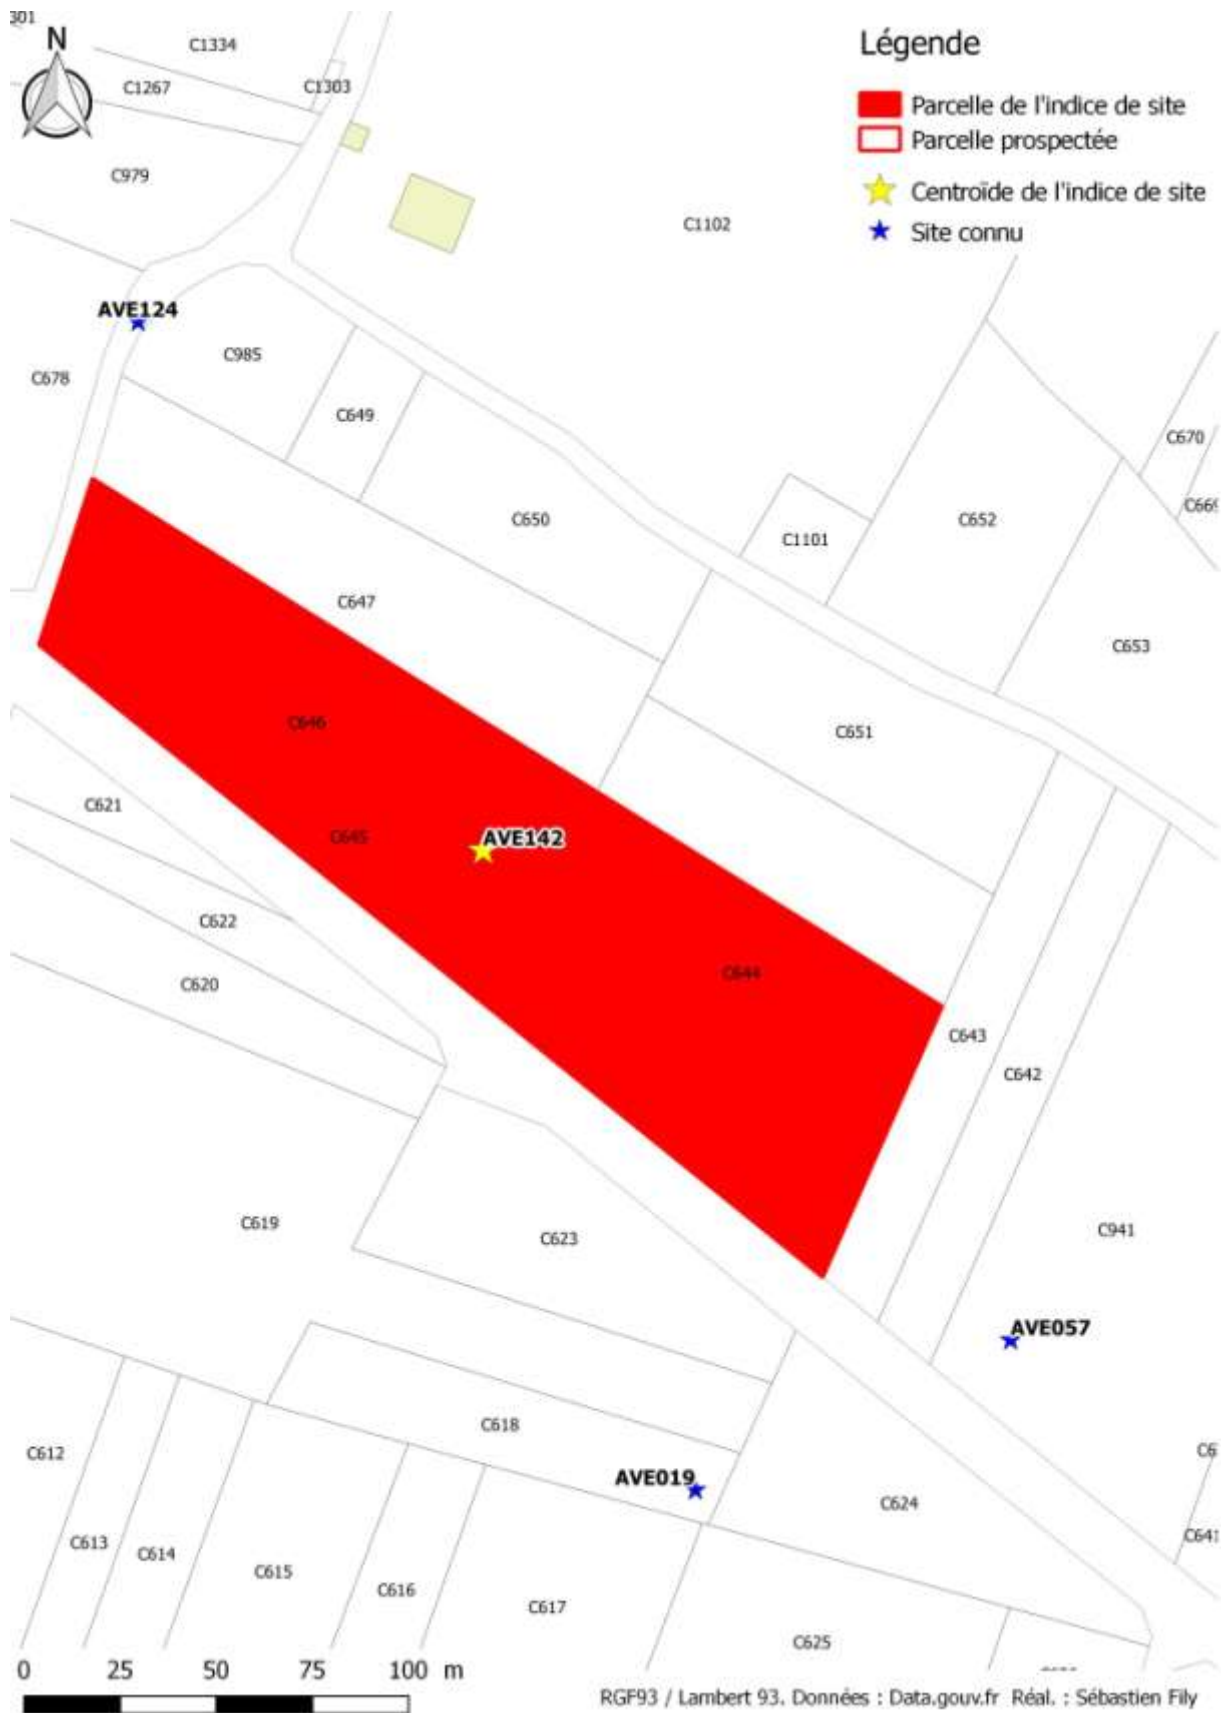 301
N
C1334
C1267
C1303
C979
Légende
Parcelle de l'indice de site
Parcelle prospectée
Centroïde de l'indice de site
Site connu
C1102
AVE124
C985
C678
C649
C670
C650
C652
C1101
C647
C653
C646
C651
C621
C645
AVE142
C622
C644
C620
C643
C642
C619
C623
C941
AVE057
C618
C612
AVE019
C624
C613
C614
C615
C616
C617
C641
C625
0 25 50 75 100 m
RGF93 / Lambert 93. Données : Data.gouv.fr Réal. : Sébastien Fily